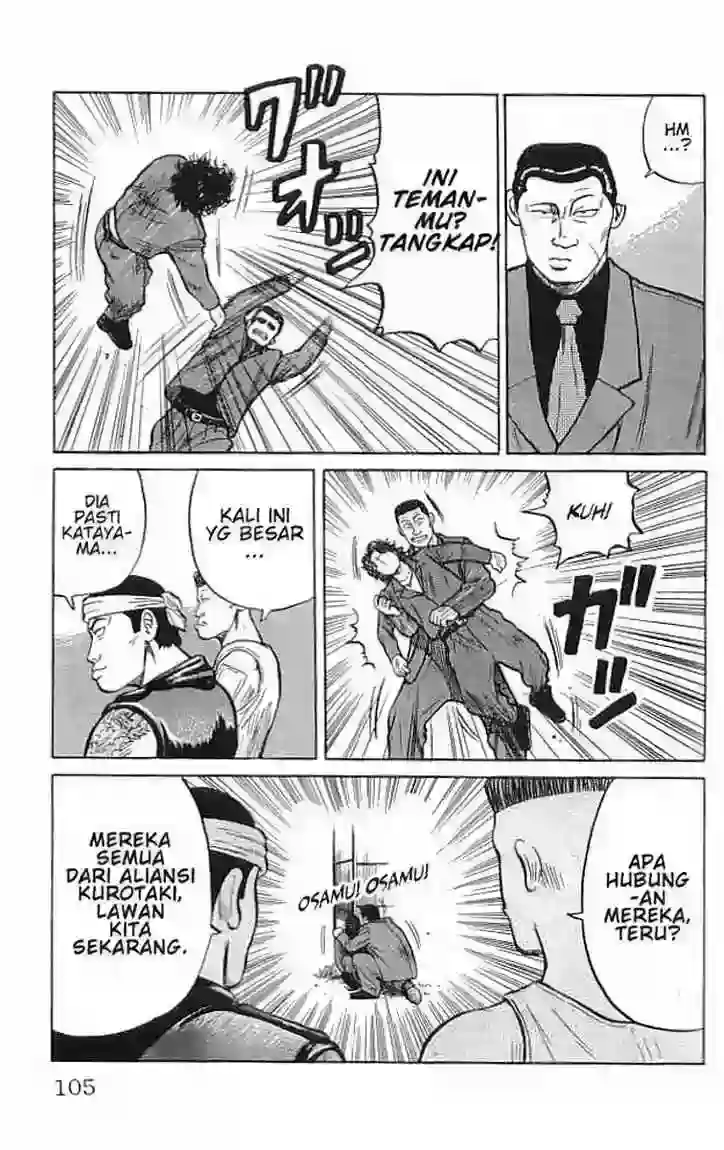 HM
...?
INI
TEMAN-
MU?
TANGKAP!
グオッ
KUH!
ガッ
KALI INI
YG BESAR
...
DIA
PASTI
KATAYA-
MA...
APA
HUBUNG
-AN
MEREKA,
TERU?
OSAMU! OSAMU!
MEREKA
SEMUA
DARI ALIANSI
KUROTAKI,
LAWAN
KITA
SEKARANG.
105